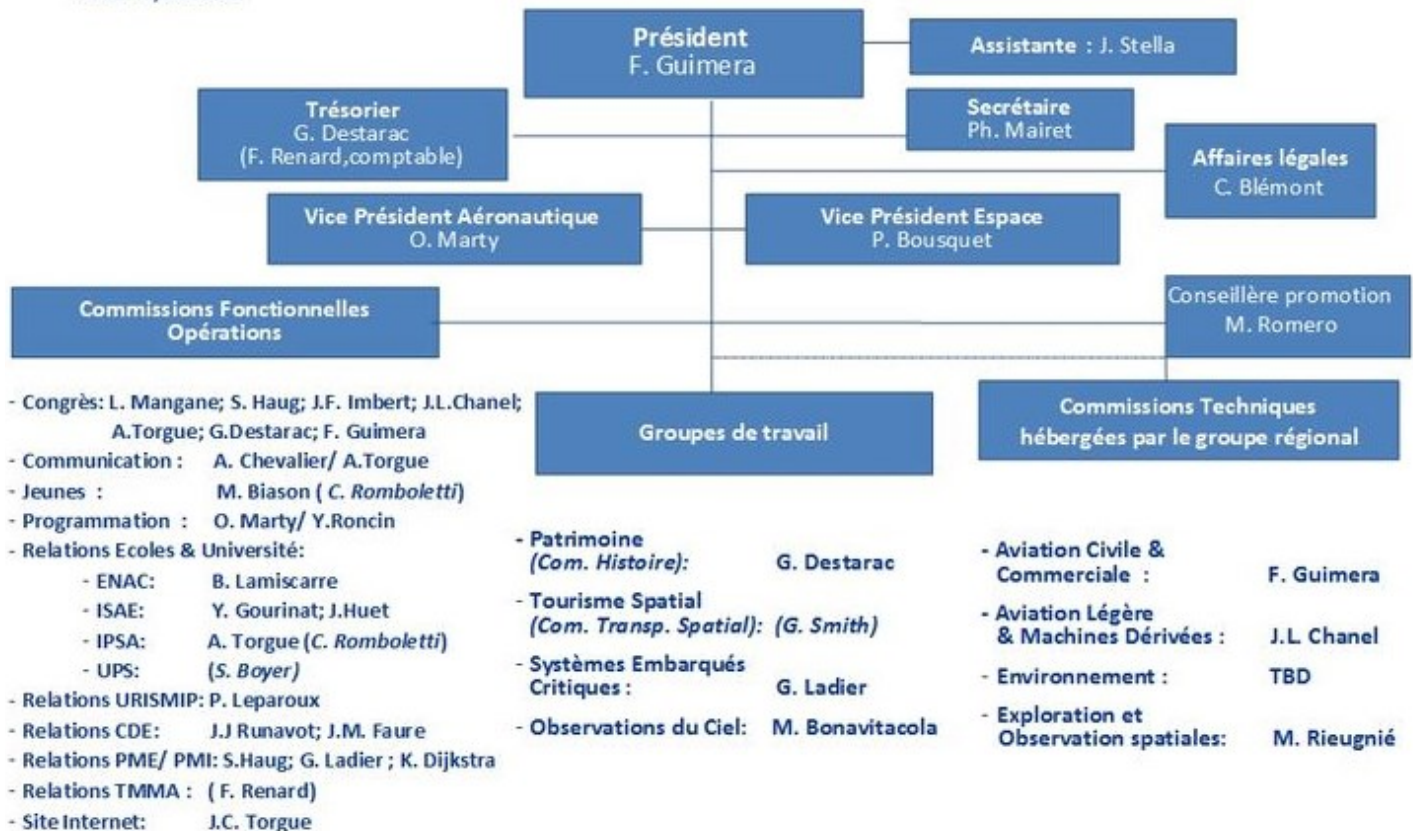 Président
F. Guimera
Assistante : J. Stella
Trésorier
G. Destarac
(F. Renard,comptable)
Secrétaire
Ph. Mairet
Affaires légales
C. Blémont
Vice Président Aéronautique
O. Marty
Vice Président Espace
P. Bousquet
Commissions Fonctionnelles
Opérations
Conseillère promotion
M. Romero
- Congrès: L. Mangane; S. Haug; J.F. Imbert; J.L.Chanel;
A.Torgue; G.Destarac; F. Guimera
- Communication : A. Chevalier/ A.Torgue
- Jeunes : M. Biason ( C. Romboletti)
- Programmation : O. Marty/ Y.Roncin
- Relations Ecoles & Université:
- ENAC: B. Lamiscarre
- ISAE: Y. Gourinat; J.Huet
- IPSA: A. Torgue (C. Romboletti)
- UPS: (S. Boyer)
- Relations URISMIP: P. Leparoux
- Relations CDE: J.J Runavot; J.M. Faure
- Relations PME/ PMI: S.Haug; G. Ladier ; K. Dijkstra
- Relations TMMA : ( F. Renard)
- Site Internet: J.C. Torgue
Groupes de travail
- Patrimoine
(Com. Histoire): G. Destarac
- Tourisme Spatial
(Com. Transp. Spatial): (G. Smith)
- Systèmes Embarqués
Critiques : G. Ladier
- Observations du Ciel: M. Bonavitacola
Commissions Techniques
hébergées par le groupe régional
- Aviation Civile &
Commerciale : F. Guimera
- Aviation Légère
& Machines Dérivées : J.L. Chanel
- Environnement : TBD
- Exploration et
Observation spatiales: M. Rieugnié